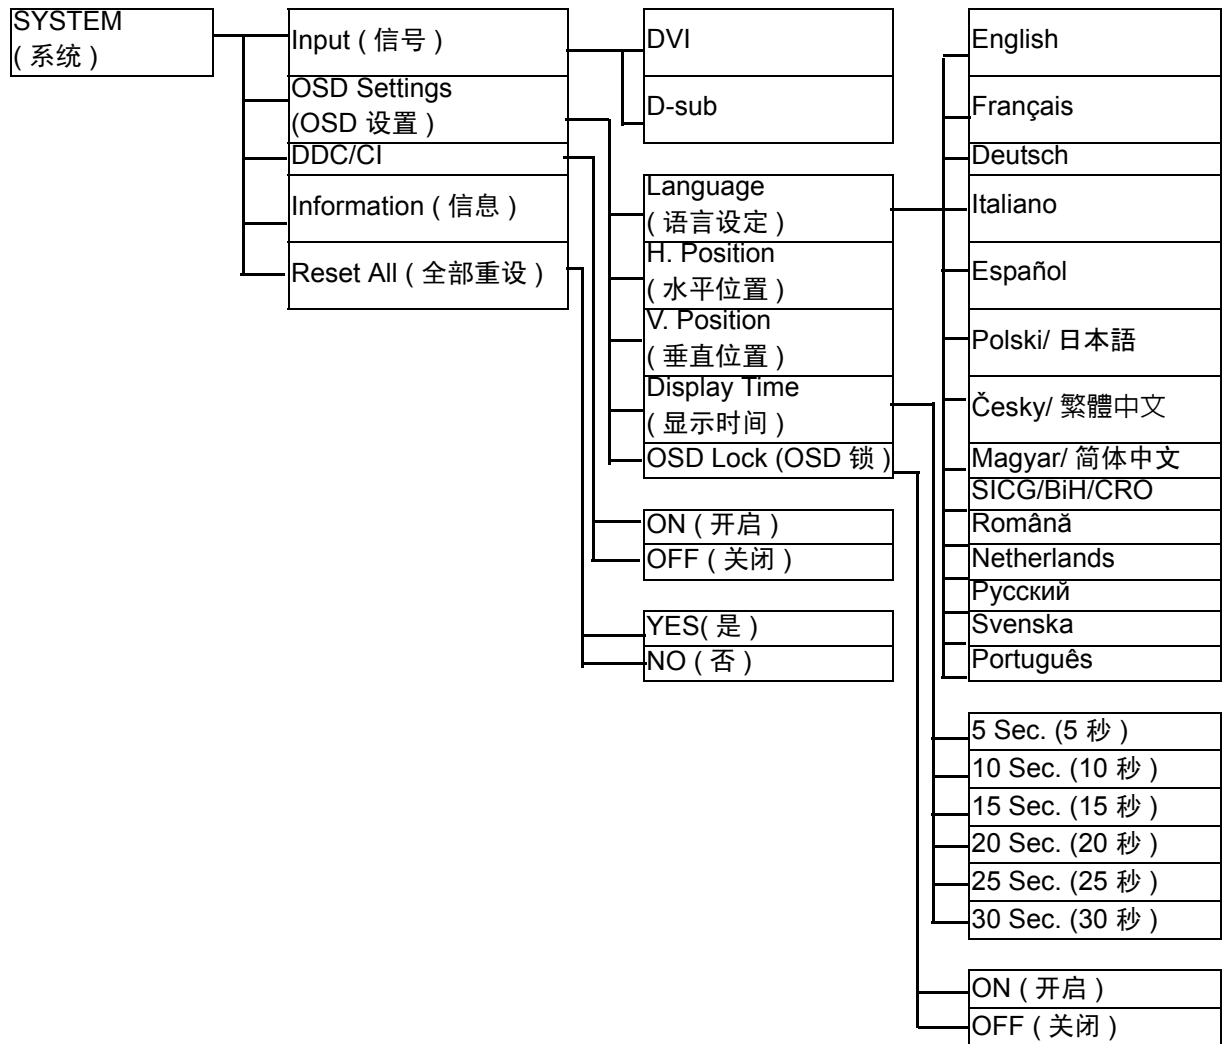 SYSTEM
( 系统 )
Input ( 信号 )
OSD Settings
(OSD 设置 )
DDC/CI
Information ( 信息 )
Reset All ( 全部重设 )
DVI
D-sub
Language
( 语言设定 )
H. Position
( 水平位置 )
V. Position
( 垂直位置 )
Display Time
( 显示时间 )
OSD Lock (OSD 锁 )
ON ( 开启 )
OFF ( 关闭 )
YES( 是 )
NO ( 否 )
English
Français
Deutsch
Italiano
Español
Polski/ 日本語
Česky/ 繁體中文
Magyar/ 简体中文
SICG/BiH/CRO
Română
Netherlands
Русский
Svenska
Português
5 Sec. (5 秒 )
10 Sec. (10 秒 )
15 Sec. (15 秒 )
20 Sec. (20 秒 )
25 Sec. (25 秒 )
30 Sec. (30 秒 )
ON ( 开启 )
OFF ( 关闭 )